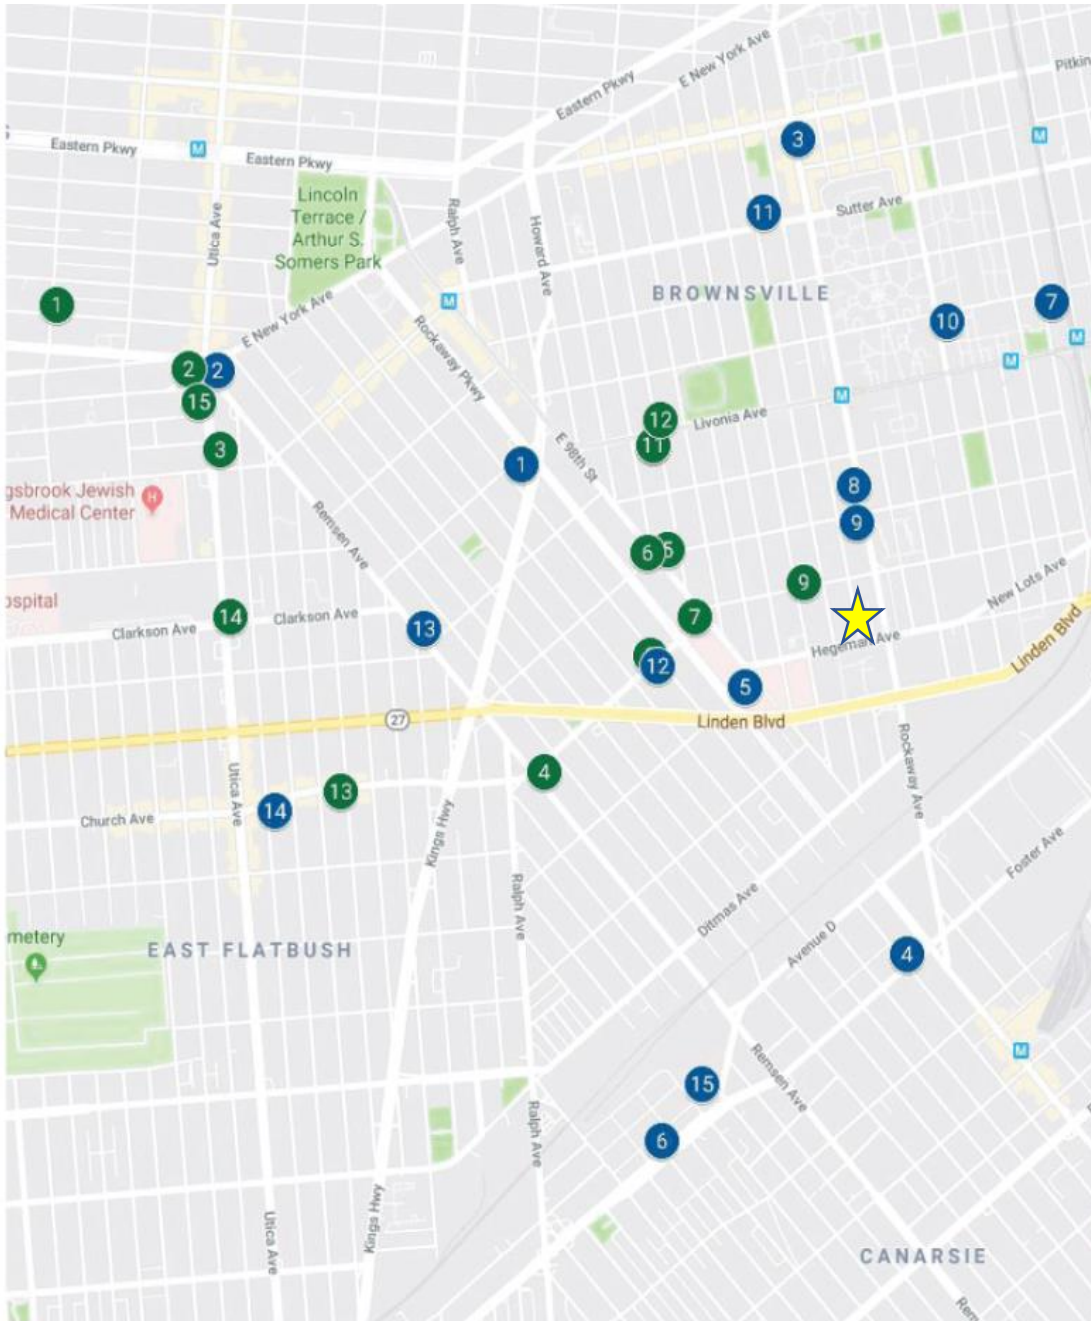 E New York Ave
Eastern Pkwy
Pitkin
M
3
Eastern Pkwy
M
Eastern Pkwy
Lincoln
Terrace /
Arthur S.
Somers Park
Utica Ave
Ralph Ave
Howard Ave
11
Sutter Ave
BROWNSVILLE
1
M
7
10
M
M
E New York Ave
Rockaway Pkwy
2
2
15
M
12
11
Livonia Ave
3
E 98th St
1
gsbrook Jewish
Medical Center
H
8
9
Remsen Ave
6
5
9
New Lots Ave
ospital
14
Clarkson Ave
Clarkson Ave
13
7
Hegeman Ave
Linden Blvd
12
5
27
Linden Blvd
Rockaway Ave
4
Utica Ave
13
14
Church Ave
Kings Hwy
Foster Ave
Ralph Ave
Ditmas Ave
metery
EAST FLATBUSH
Avenue D
4
M
Remsen Ave
15
Ralph Ave
6
Utica Ave
Kings Hwy
CANARSIE
Rem